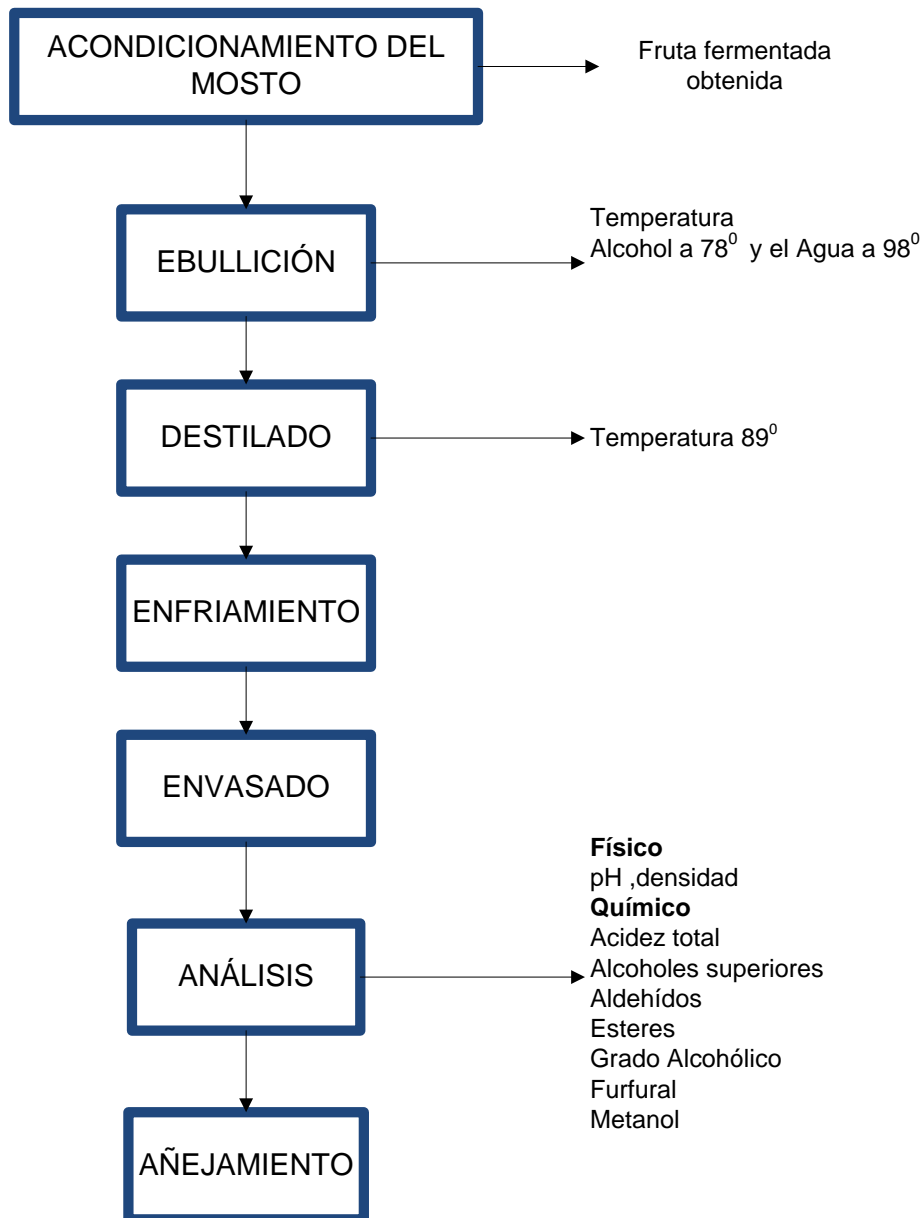 ACONDICIONAMIENTO DEL
MOSTO
Fruta fermentada
obtenida
EBULLICIÓN
Temperatura
Alcohol a 78⁰ y el Agua a 98⁰
DESTILADO
Temperatura 89⁰
ENFRIAMIENTO
ENVASADO
ANÁLISIS
Físico
pH ,densidad
Químico
Acidez total
Alcoholes superiores
Aldehídos
Esteres
Grado Alcohólico
Furfural
Metanol
AÑEJAMIENTO